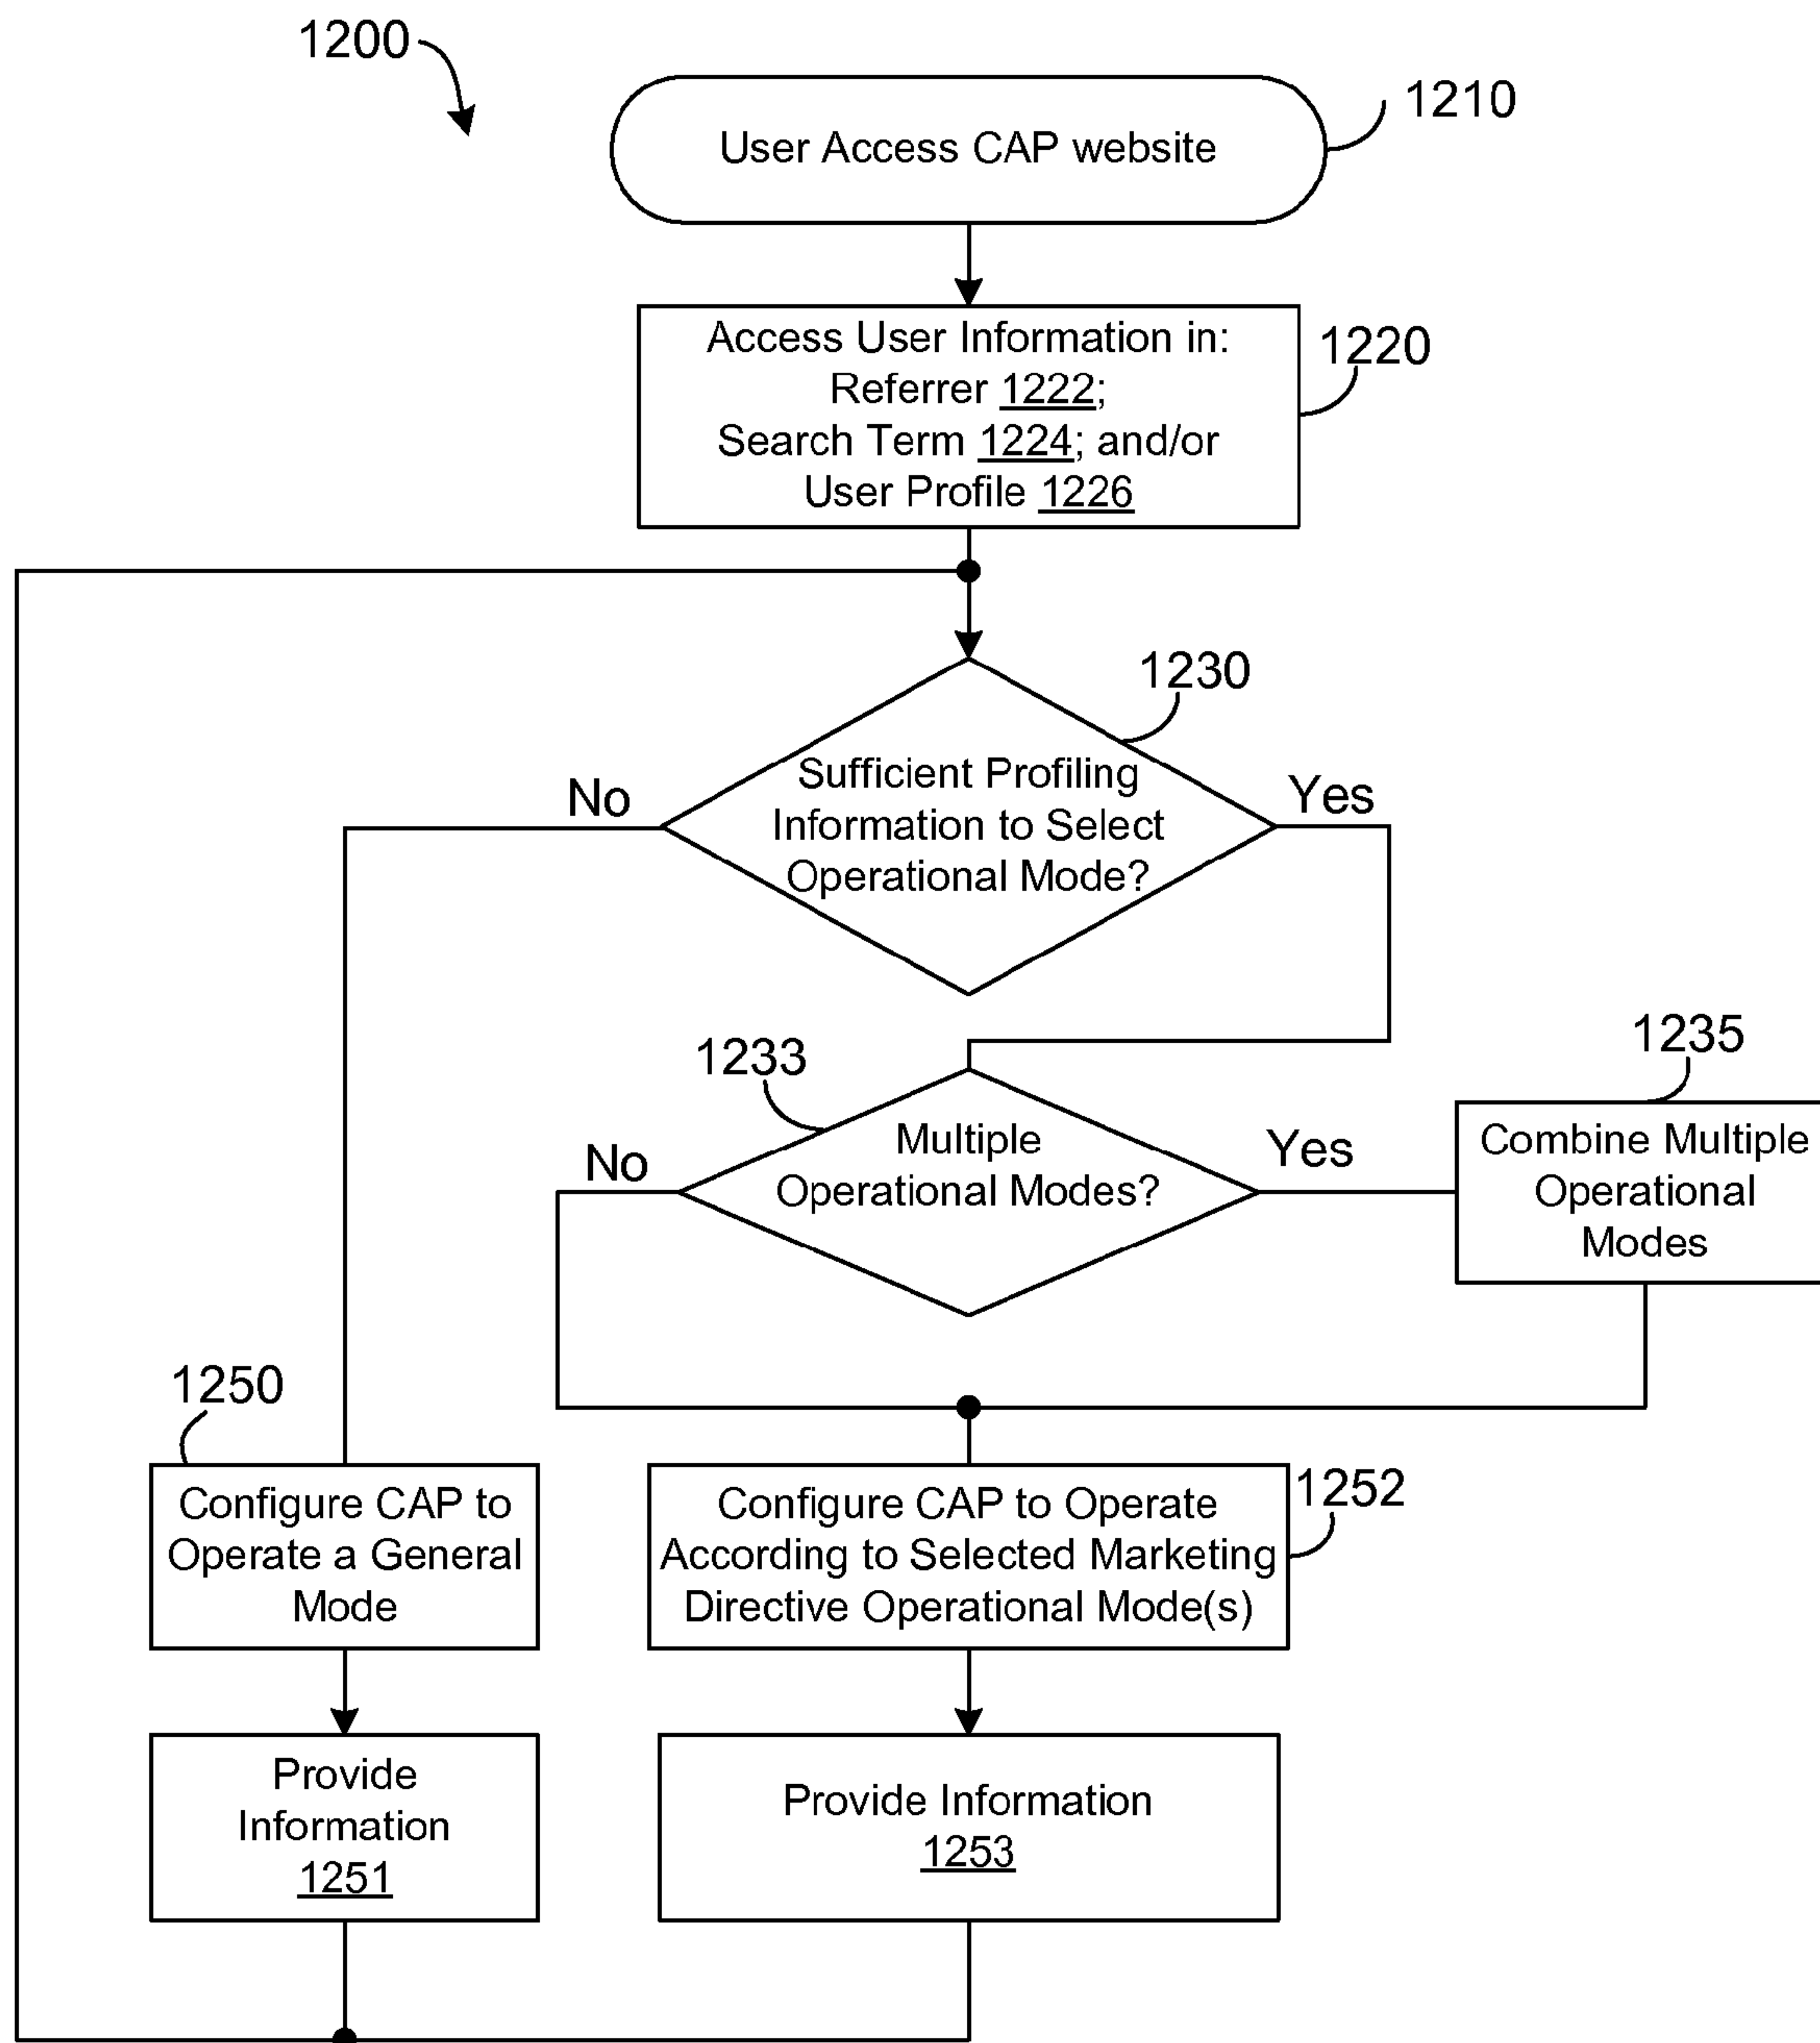 1200
1210
User Access CAP website
1220
Access User Information in:
Referrer 1222;
Search Term 1224; and/or
User Profile 1226
1230
No
Yes
Sufficient Profiling
Information to Select
Operational Mode?
1233
1235
No
Yes
Multiple
Operational Modes?
Combine Multiple
Operational
Modes
1250
1252
Configure CAP to
Operate a General
Mode
Configure CAP to Operate
According to Selected Marketing
Directive Operational Mode(s)
Provide
Information
1251
Provide Information
1253